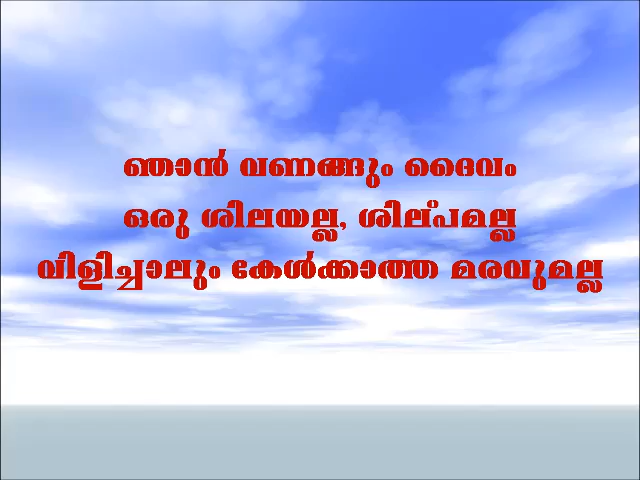 ഞാൻ വണങ്ങും ദൈവം
ഒരു ശിലയല്ല, ശില്പമല്ല
വിളിച്ചാലും കേൾക്കാത്ത മരവുമല്ല